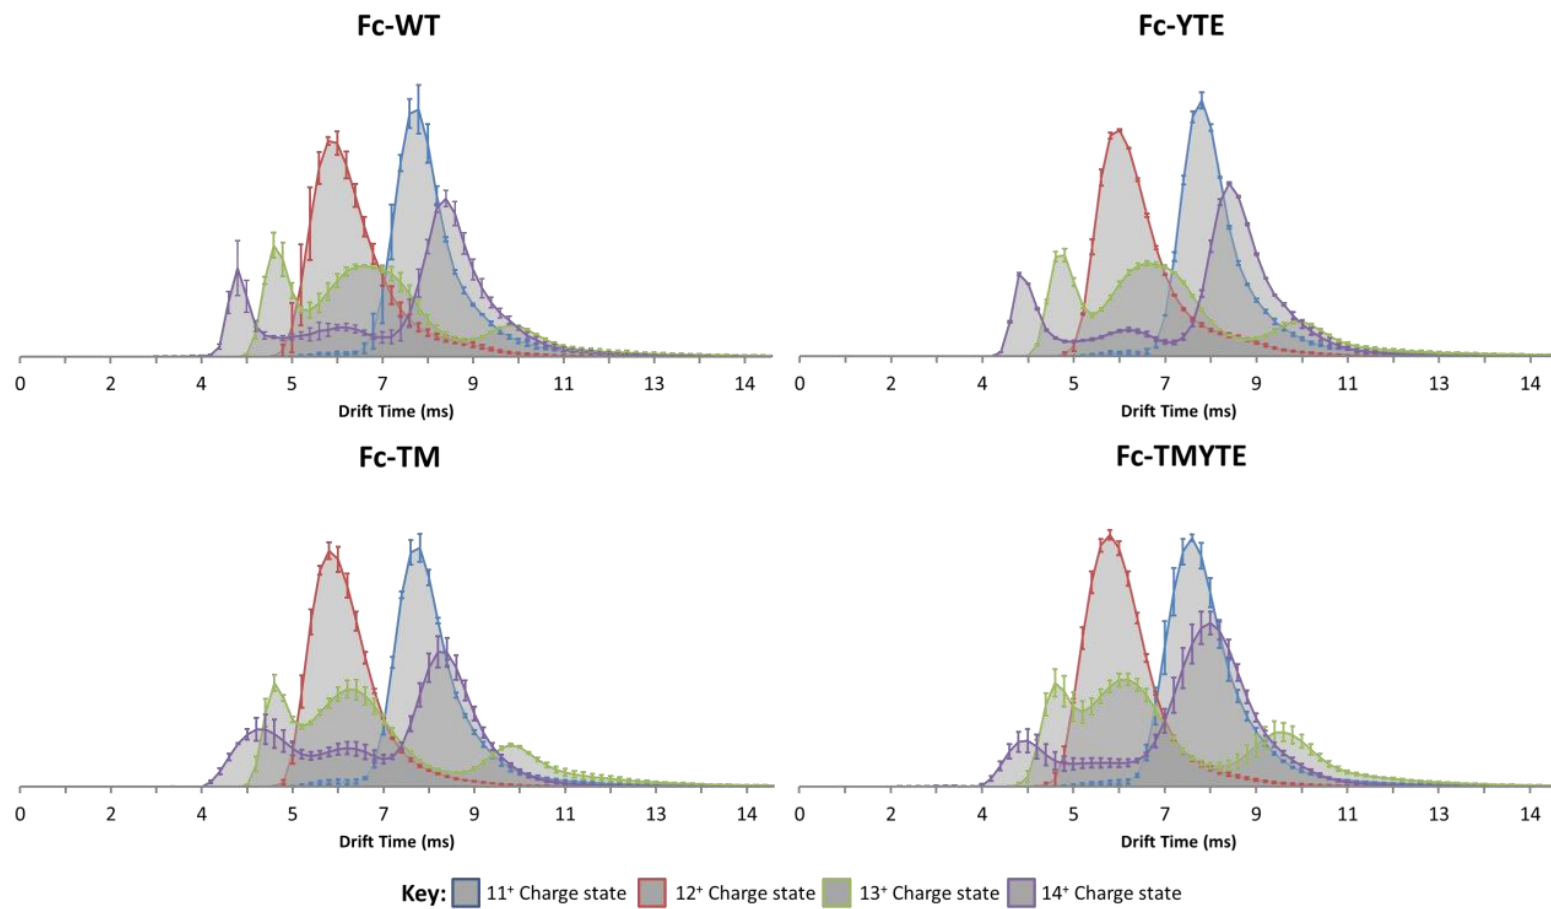 Fc-WT
Fc-YTE
0 2 4 5 7 9 11 13 14
Drift Time (ms)
0 2 4 5 7 9 11 13 14
Drift Time (ms)
Fc-TM
Fc-TMYTE
0 2 4 5 7 9 11 13 14
Drift Time (ms)
0 2 4 5 7 9 11 13 14
Drift Time (ms)
Key: 11⁺ Charge state 12⁺ Charge state 13⁺ Charge state 14⁺ Charge state